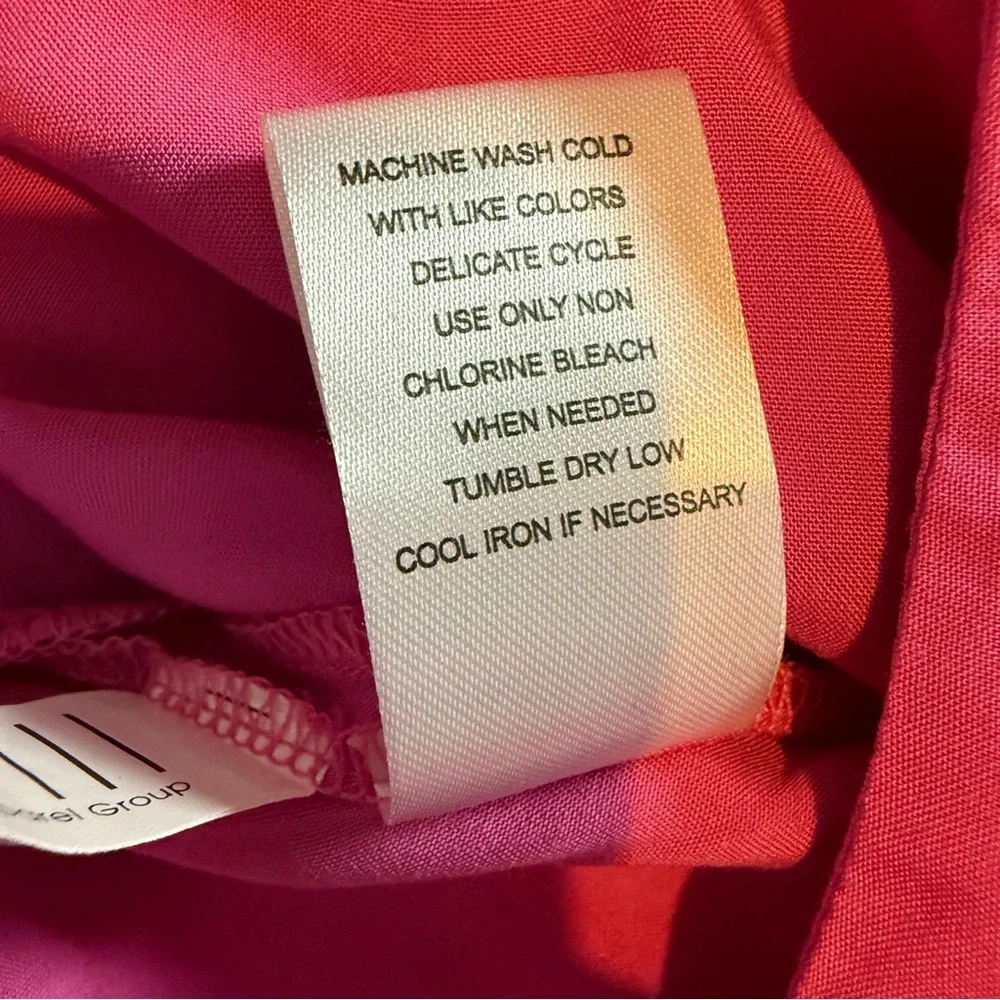 MACHINE WASH COLD
WITH LIKE COLORS
DELICATE CYCLE
USE ONLY NON
CHLORINE BLEACH
WHEN NEEDED
TUMBLE DRY LOW
COOL IRON IF NECESSARY
Group